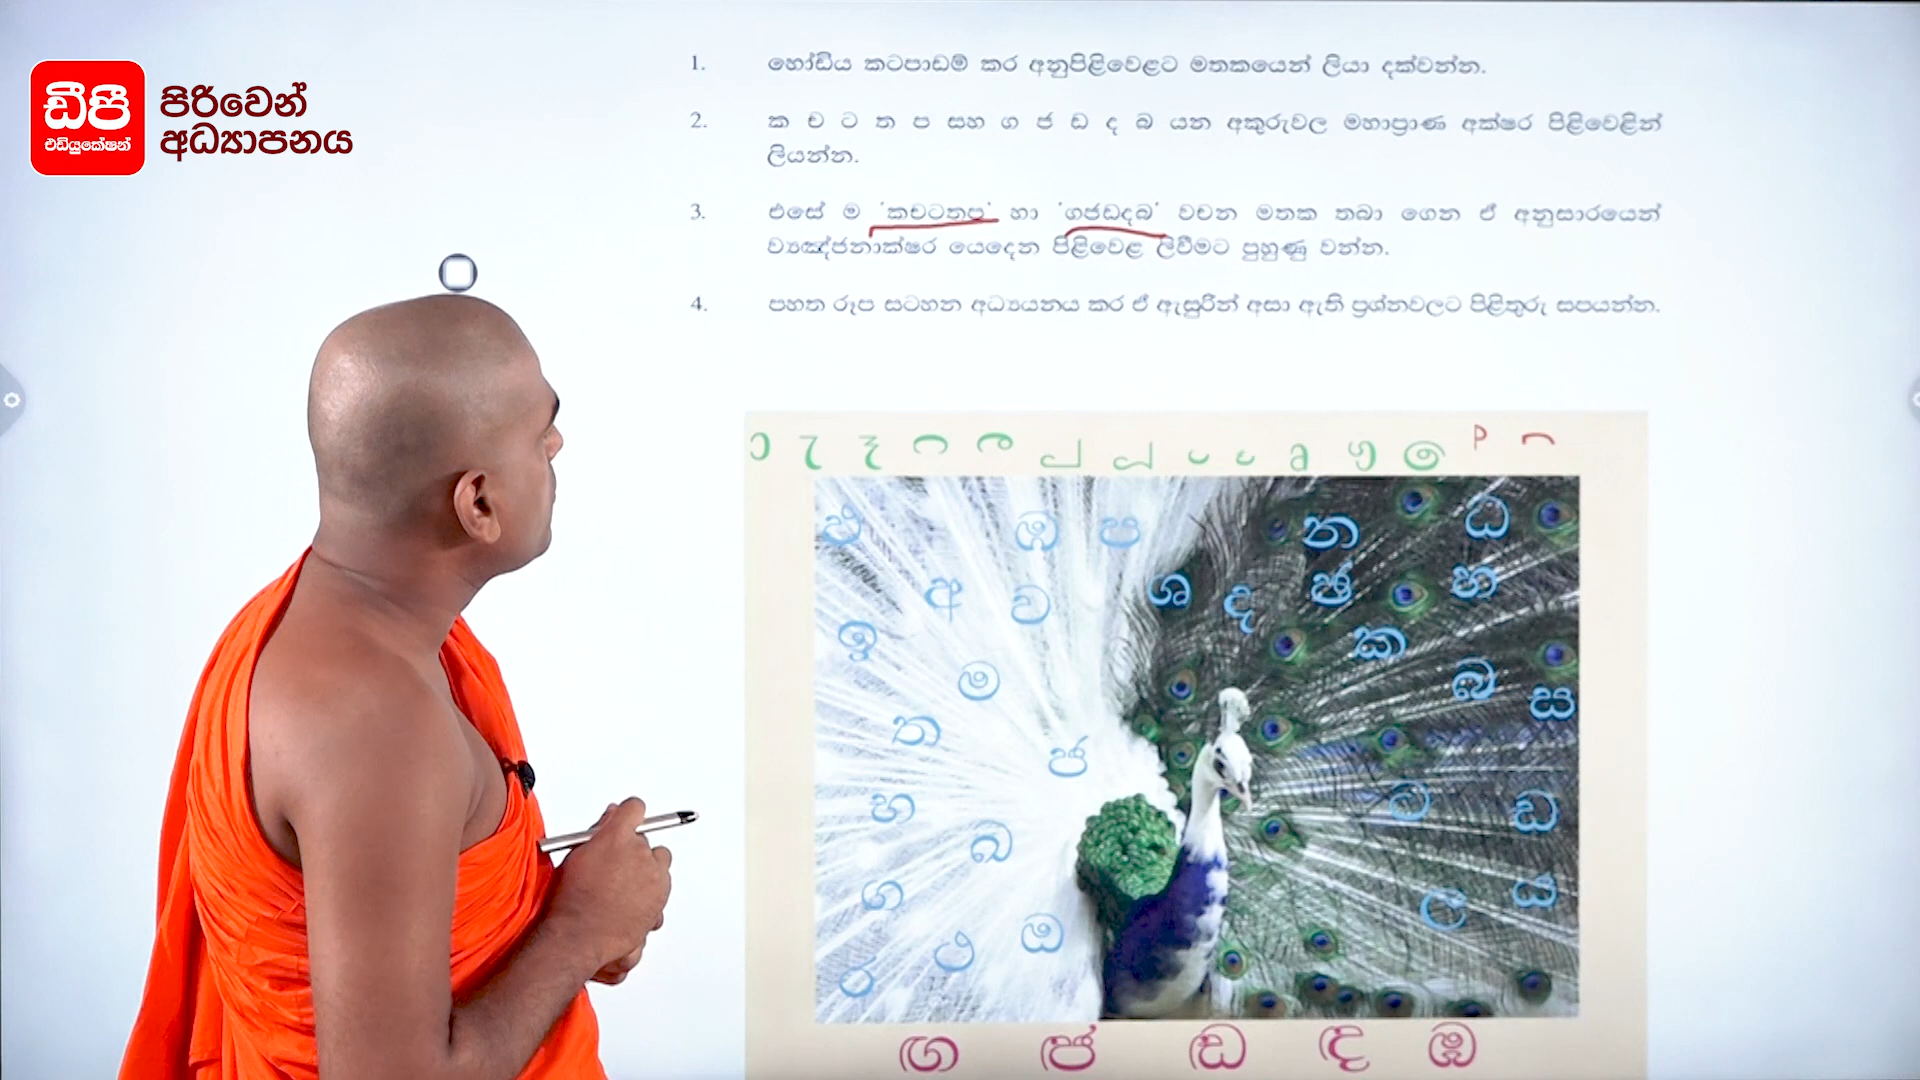 ඩීපී
එඩියුකේෂන්
පිරිවෙන්
අධ්‍යාපනය
1. හෝඩිය කටපාඩම් කර අනුපිළිවෙළට මතකයෙන් ලියා දක්වන්න.
2. ක ච ට ත ප සහ ග ජ ඩ ද බ යන අකුරුවල මහාප්‍රාණ අක්ෂර පිළිවෙළින්
ලියන්න.
3. එසේ ම 'කචටතප' හා 'ගජඩදබ' වචන මතක තබා ගෙන ඒ අනුසාරයෙන්
ව්‍යඤ්ජනාක්ෂර යෙදෙන පිළිවෙළ ලිවීමට පුහුණු වන්න.
4. පහත රූප සටහන අධ්‍යයනය කර ඒ ඇසුරින් අසා ඇති ප්‍රශ්නවලට පිළිතුරු සපයන්න.
ඹ ප න ඨ
අ ව ශ ද ඡ භ
ඉ ක
ම බ ස
ත ජ
හ ට ඩ
ඛ
ග ල ය
ථ ඔ
ර
ඟ ඦ ඬ ඳ ඹ